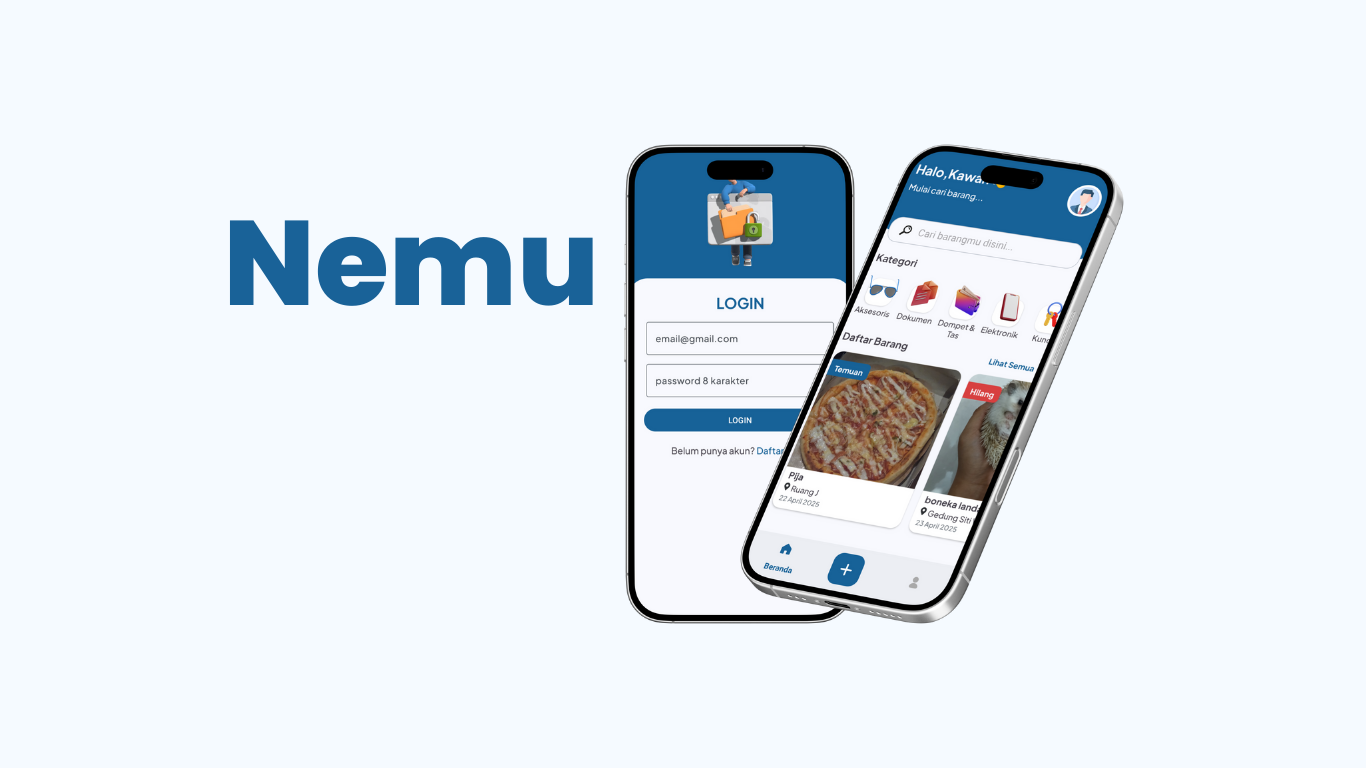 Nemu
LOGIN
email@gmail.com
password 8 karakter
LOGIN
Belum punya akun? Daftar
Halo,Kawan
Mulai cari barang...
Cari barangmu disini...
Kategori
Aksesoris
Dokumen
Dompet &
Tas
Elektronik
Daftar Barang
Lihat Semua
Temuan
Pija
Ruang J
22 April 2025
Hilang
boneka
Gedung Siti
23 April 2025
Beranda